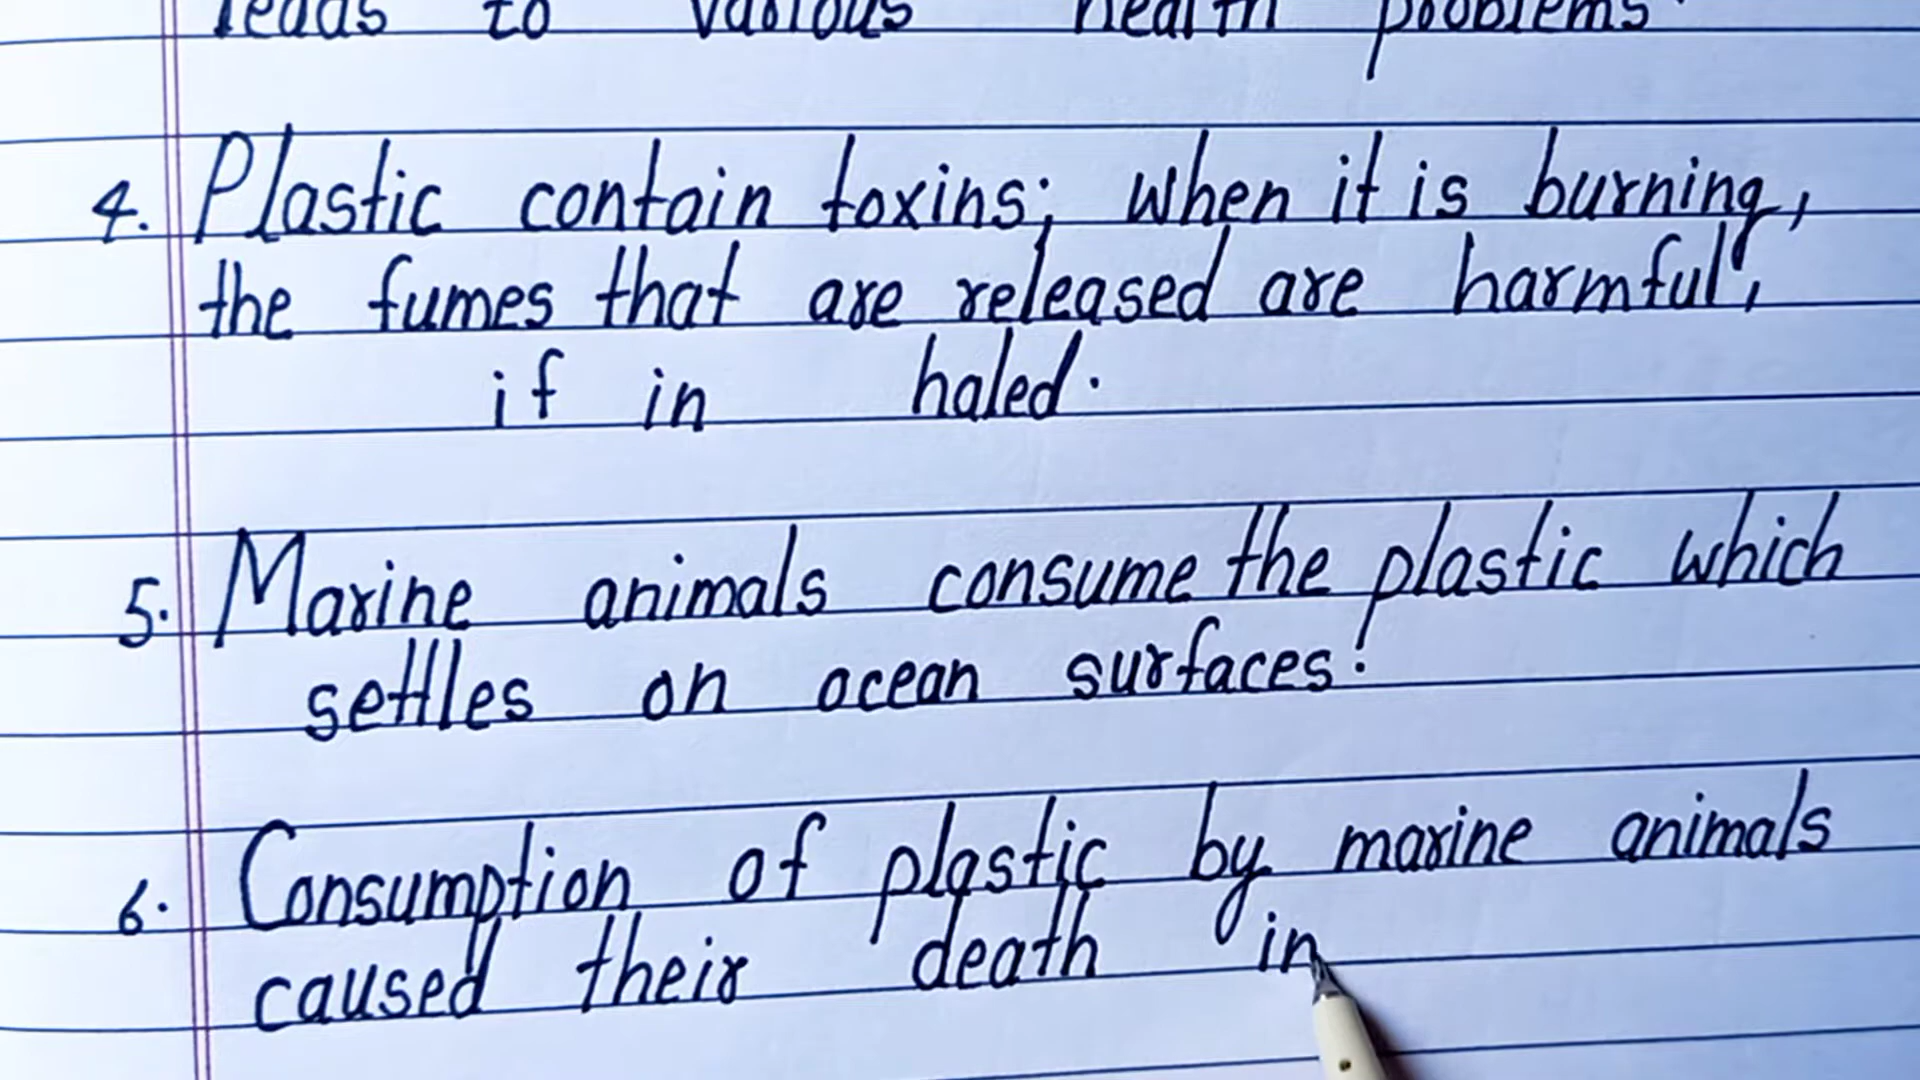 leads to various health problems.
4. Plastic contain toxins; when it is burning,
the fumes that are released are harmful,
if in haled.
5. Marine animals consume the plastic which
settles on ocean surfaces.
6. Consumption of plastic by marine animals
caused their death in